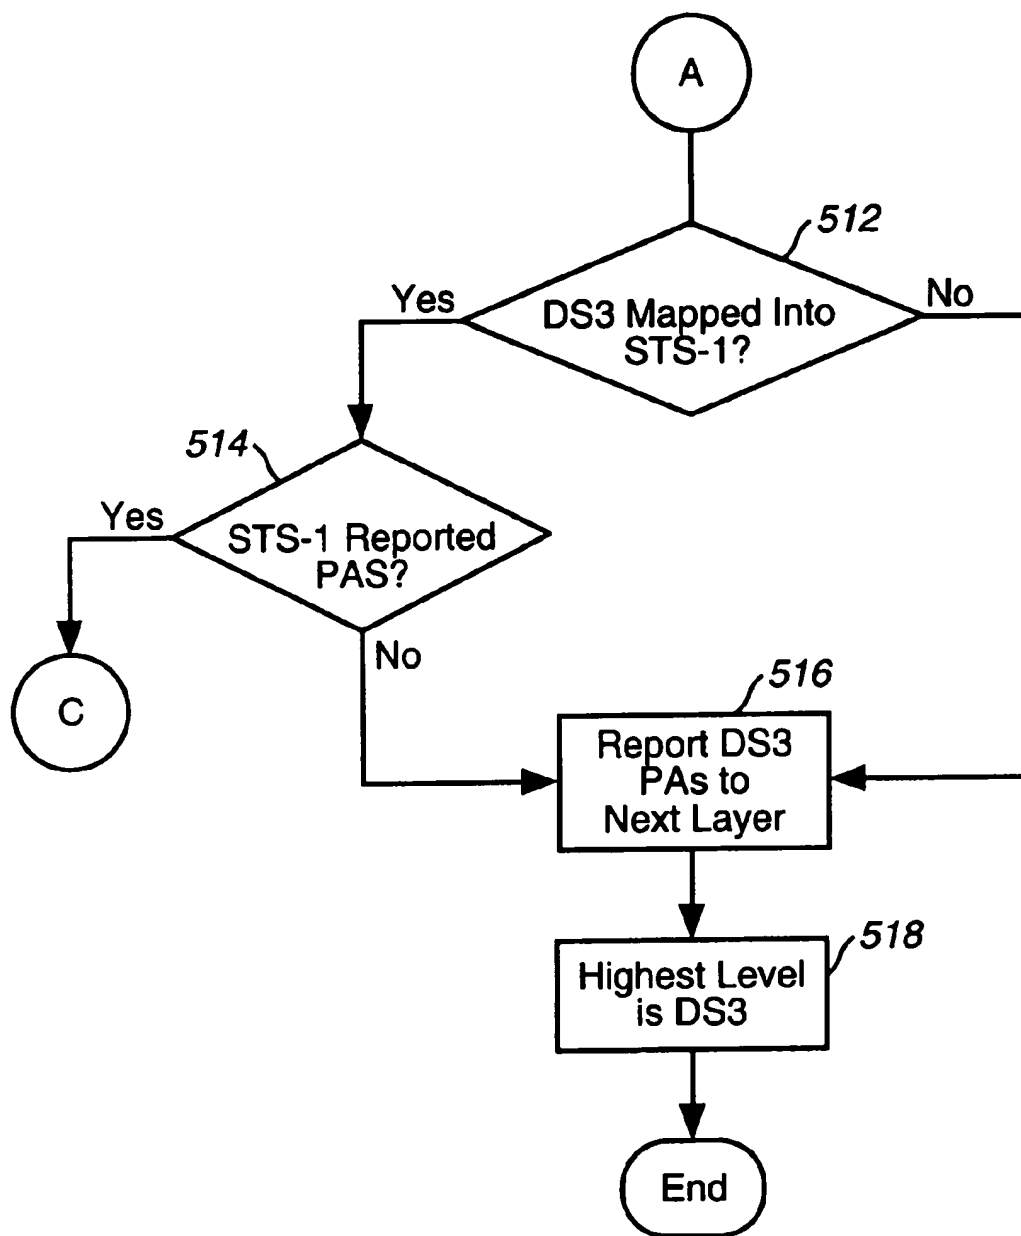 A
512
Yes
No
DS3 Mapped Into
STS-1?
514
Yes
STS-1 Reported
PAS?
No
C
516
Report DS3
PAs to
Next Layer
518
Highest Level
is DS3
End